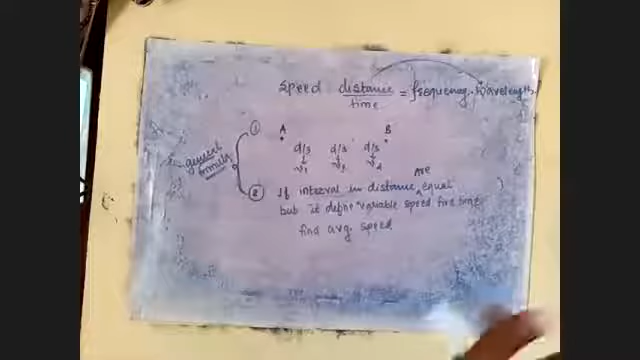 speed distance/time = frequency. wavelength
① A B
d/3 d/3 d/3
↓ ↓ ↓
v₁ v₂
general formula
② If interval in distance Are equal
but it define variable speed for time
find avg. speed